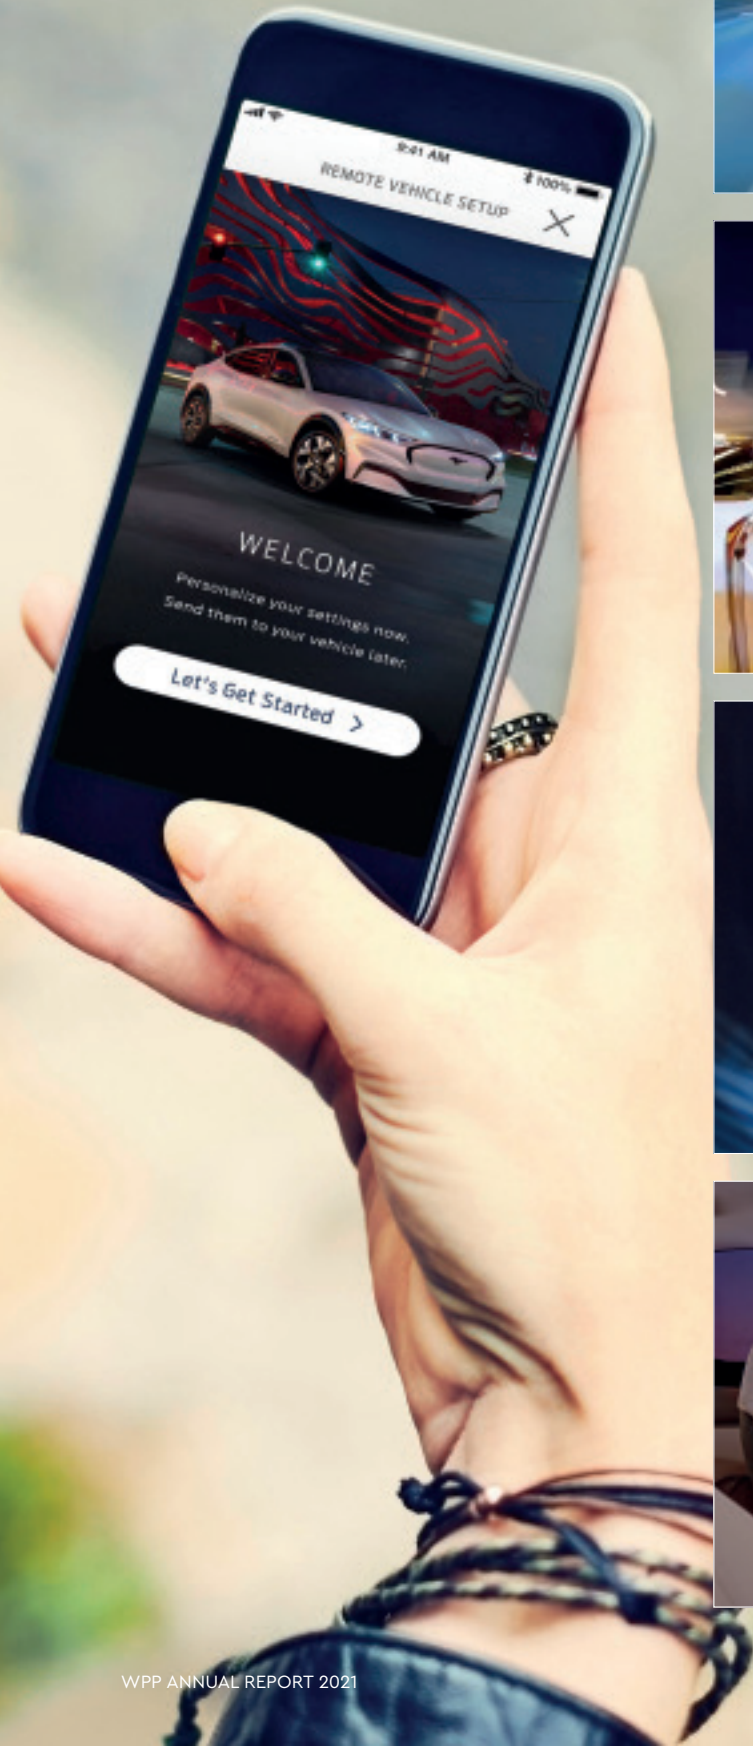 9:41 AM
100%
REMOTE VEHICLE SETUP
WELCOME
Personalize your settings now.
Send them to your vehicle later.
Let's Get Started
WPP ANNUAL REPORT 2021